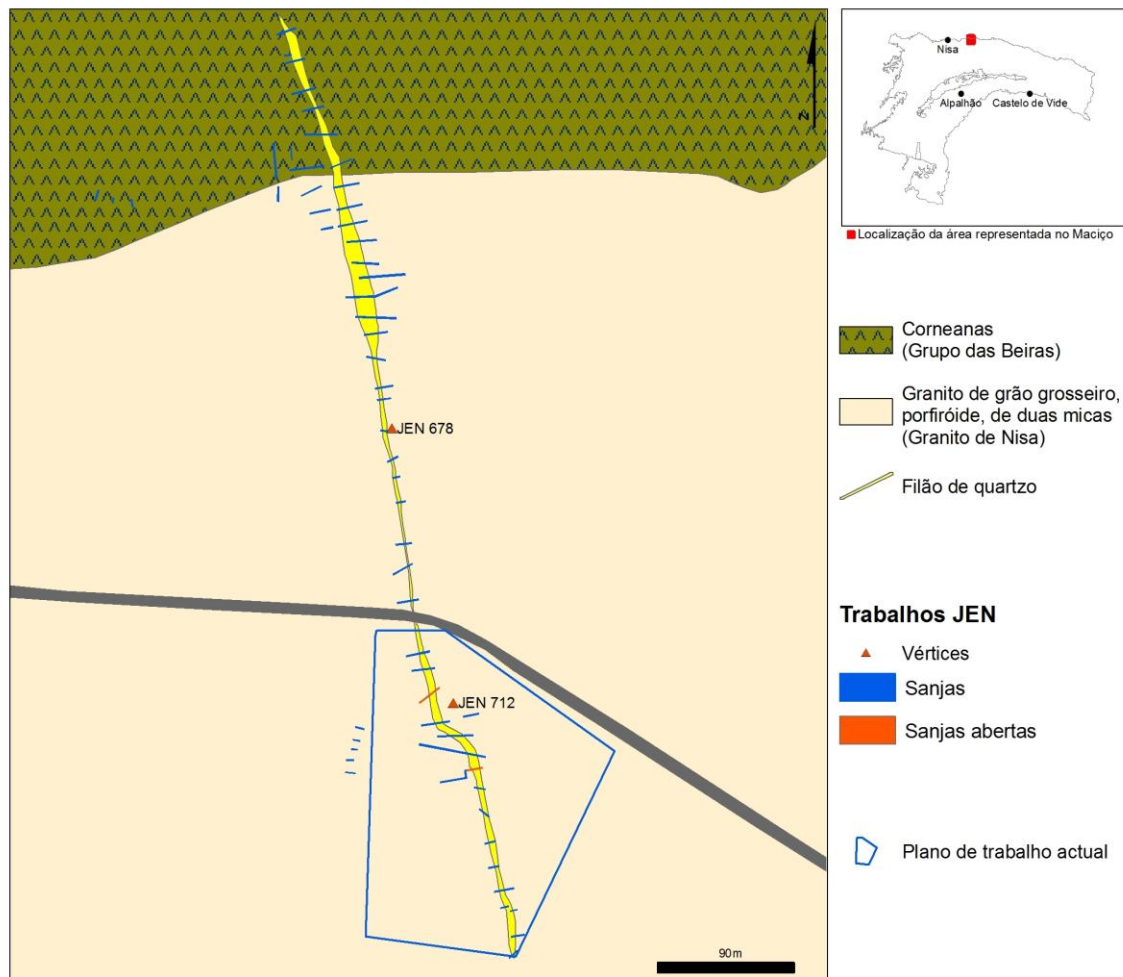 JEN 678
JEN 712
90m
N
Nisa
Alpalhão
Castelo de Vide
Localização da área representada no Maciço
Corneanas
(Grupo das Beiras)
Granito de grão grosseiro,
porfiróide, de duas micas
(Granito de Nisa)
Filão de quartzo
Trabalhos JEN
Vértices
Sanjas
Sanjas abertas
Plano de trabalho actual